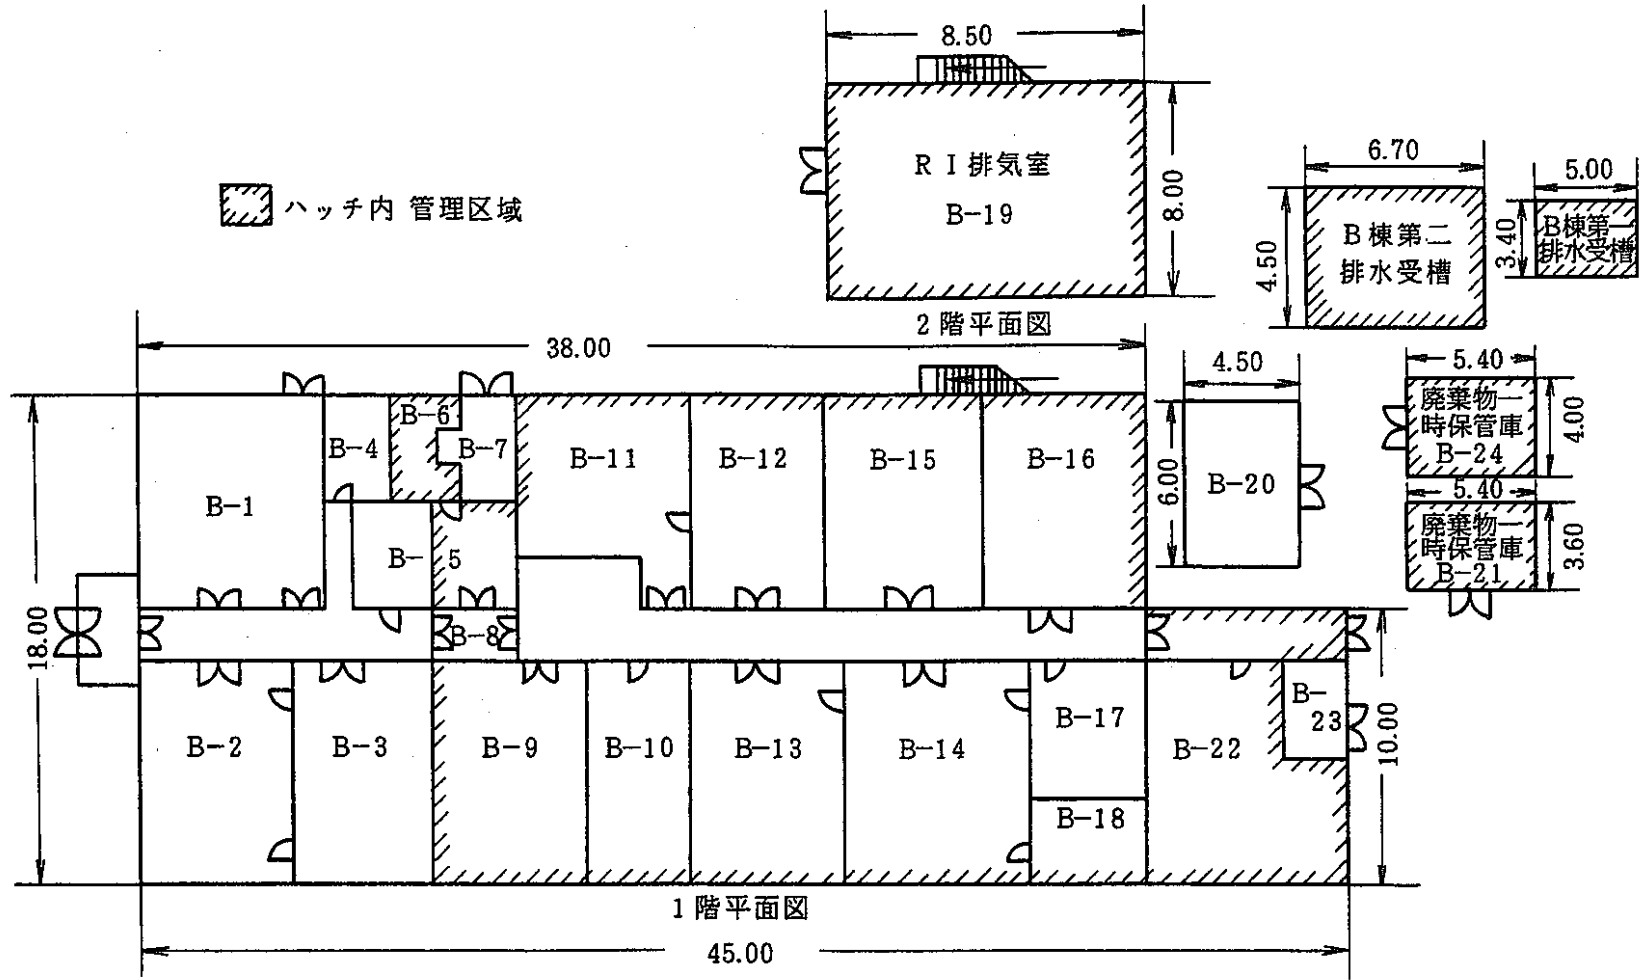 8.50
RI排気室
B-19
8.00
2階平面図
ハッチ内 管理区域
6.70
4.50
B棟第二
排水受槽
5.00
3.40
B棟第一
排水受槽
38.00
18.00
B-1
B-4
B-6
B-7
B-5
B-8
B-11
B-12
B-15
B-16
4.50
6.00
B-20
5.40
4.00
廃棄物一
時保管庫
B-24
5.40
3.60
廃棄物一
時保管庫
B-21
B-2
B-3
B-9
B-10
B-13
B-14
B-17
B-18
B-22
B-
23
10.00
1階平面図
45.00